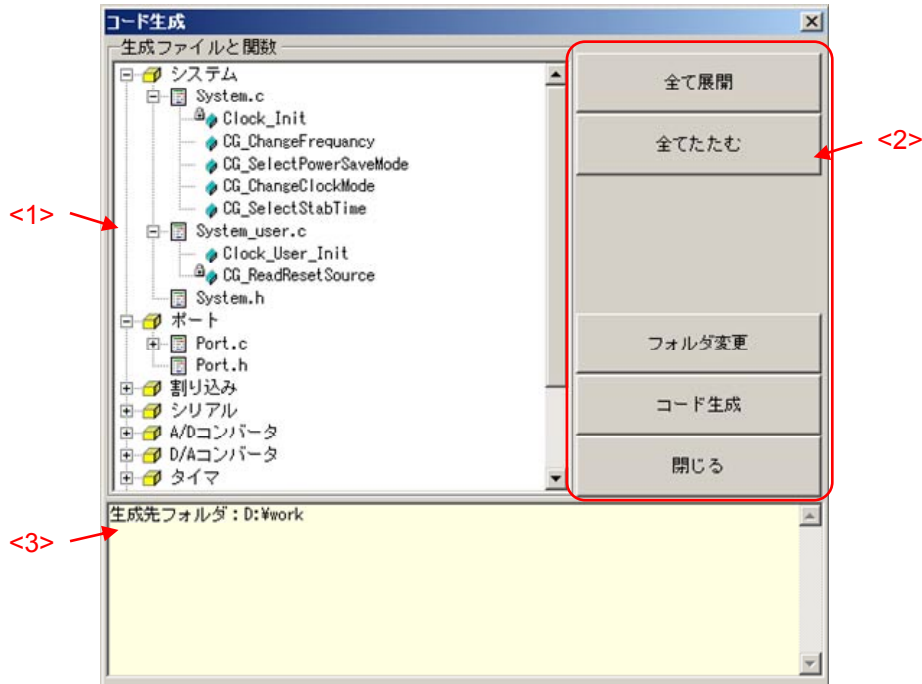 コード生成
生成ファイルと関数
システム
System.c
Clock_Init
CG_ChangeFrequancy
CG_SelectPowerSaveMode
CG_ChangeClockMode
CG_SelectStabTime
System_user.c
Clock_User_Init
CG_ReadResetSource
System.h
ポート
Port.c
Port.h
割り込み
シリアル
A/Dコンバータ
D/Aコンバータ
タイマ
全て展開
全てたたむ
フォルダ変更
コード生成
閉じる
生成先フォルダ:D:¥work
<1>
<2>
<3>